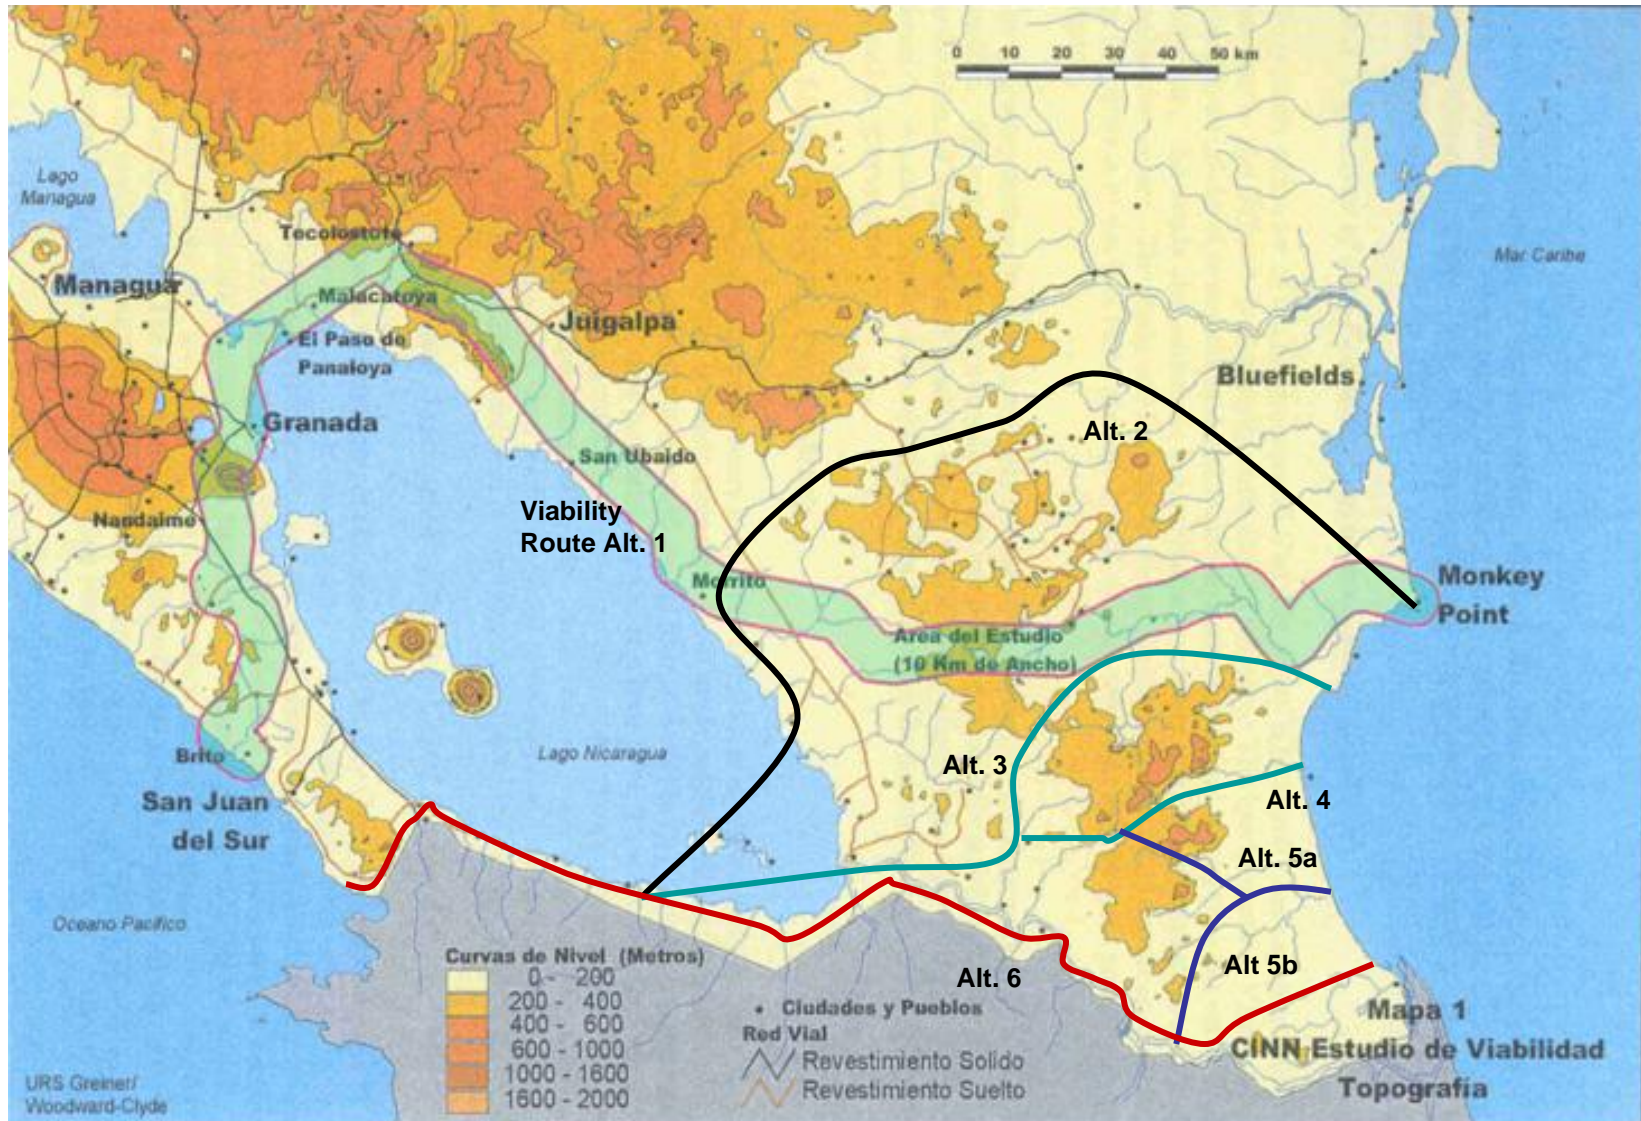 0 10 20 30 40 50 km
Lago
Managua
Mar Caribe
Tecolostote
Managua
Malacatoya
Juigalpa
El Paso de
Panaloya
Bluefields
Granada
Alt. 2
San Ubaldo
Viability
Route Alt. 1
Nandaime
Morrito
Monkey
Point
Area del Estudio
(10 Km de Ancho)
Brito
Lago Nicaragua
Alt. 3
San Juan
del Sur
Alt. 4
Alt. 5a
Oceano Pacífico
Alt 5b
Alt. 6
Curvas de Nivel (Metros)
0 - 200
200 - 400
400 - 600
600 - 1000
1000 - 1600
1600 - 2000
Ciudades y Pueblos
Red Vial
Revestimiento Solido
Revestimiento Suelto
Mapa 1
CINN Estudio de Viabilidad
Topografía
URS Greiner/
Woodward-Clyde